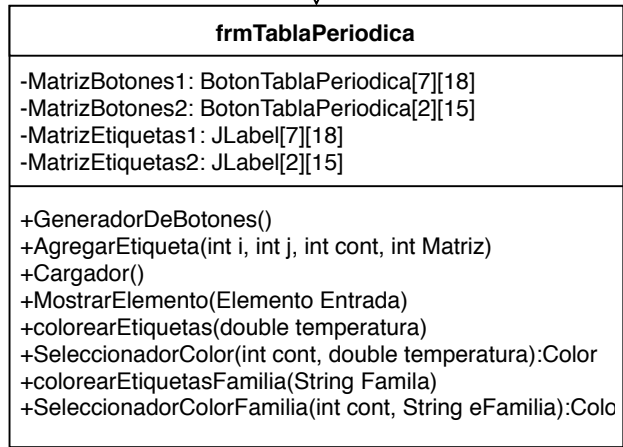 frmTablaPeriodica
-MatrizBotones1: BotonTablaPeriodica[7][18]
-MatrizBotones2: BotonTablaPeriodica[2][15]
-MatrizEtiquetas1: JLabel[7][18]
-MatrizEtiquetas2: JLabel[2][15]
+GeneradorDeBotones()
+AgregarEtiqueta(int i, int j, int cont, int Matriz)
+Cargador()
+MostrarElemento(Elemento Entrada)
+colorearEtiquetas(double temperatura)
+SeleccionadorColor(int cont, double temperatura):Color
+colorearEtiquetasFamilia(String Famila)
+SeleccionadorColorFamilia(int cont, String eFamilia):Colo